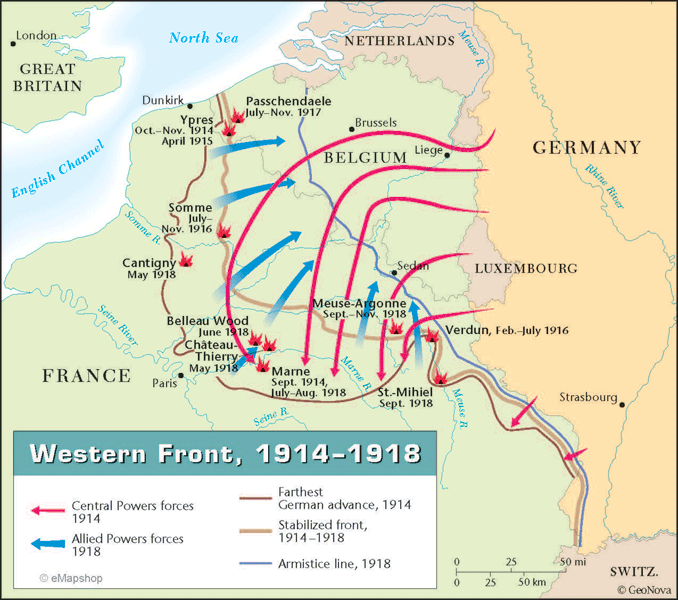 London
North Sea
NETHERLANDS
Meuse R.
GREAT
BRITAIN
Dunkirk
Passchendaele
July–Nov. 1917
Ypres
Oct.–Nov. 1914
April 1915
Brussels
BELGIUM
Liege
GERMANY
English Channel
Rhine River
Somme
July–
Nov. 1916
Somme R.
Cantigny
May 1918
Sedan
LUXEMBOURG
Meuse-Argonne
Sept.–Nov. 1918
Seine River
Belleau Wood
June 1918
Château-
Thierry
May 1918
Verdun, Feb.–July 1916
FRANCE
Paris
Marne
Sept. 1914,
July–Aug. 1918
Marne R.
St.-Mihiel
Sept. 1918
Meuse R.
Strasbourg
Seine R.
Western Front, 1914–1918
Central Powers forces
1914
Allied Powers forces
1918
Farthest
German advance, 1914
Stabilized front,
1914–1918
Armistice line, 1918
© eMapshop
0 25 50 mi
0 25 50 km
SWITZ.
© GeoNova